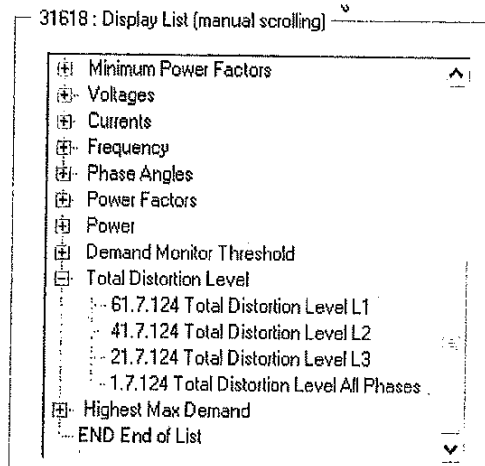 31618 : Display List (manual scrolling)
Minimum Power Factors
Voltages
Currents
Frequency
Phase Angles
Power Factors
Power
Demand Monitor Threshold
Total Distortion Level
61.7.124 Total Distortion Level L1
41.7.124 Total Distortion Level L2
21.7.124 Total Distortion Level L3
1.7.124 Total Distortion Level All Phases
Highest Max Demand
END End of List